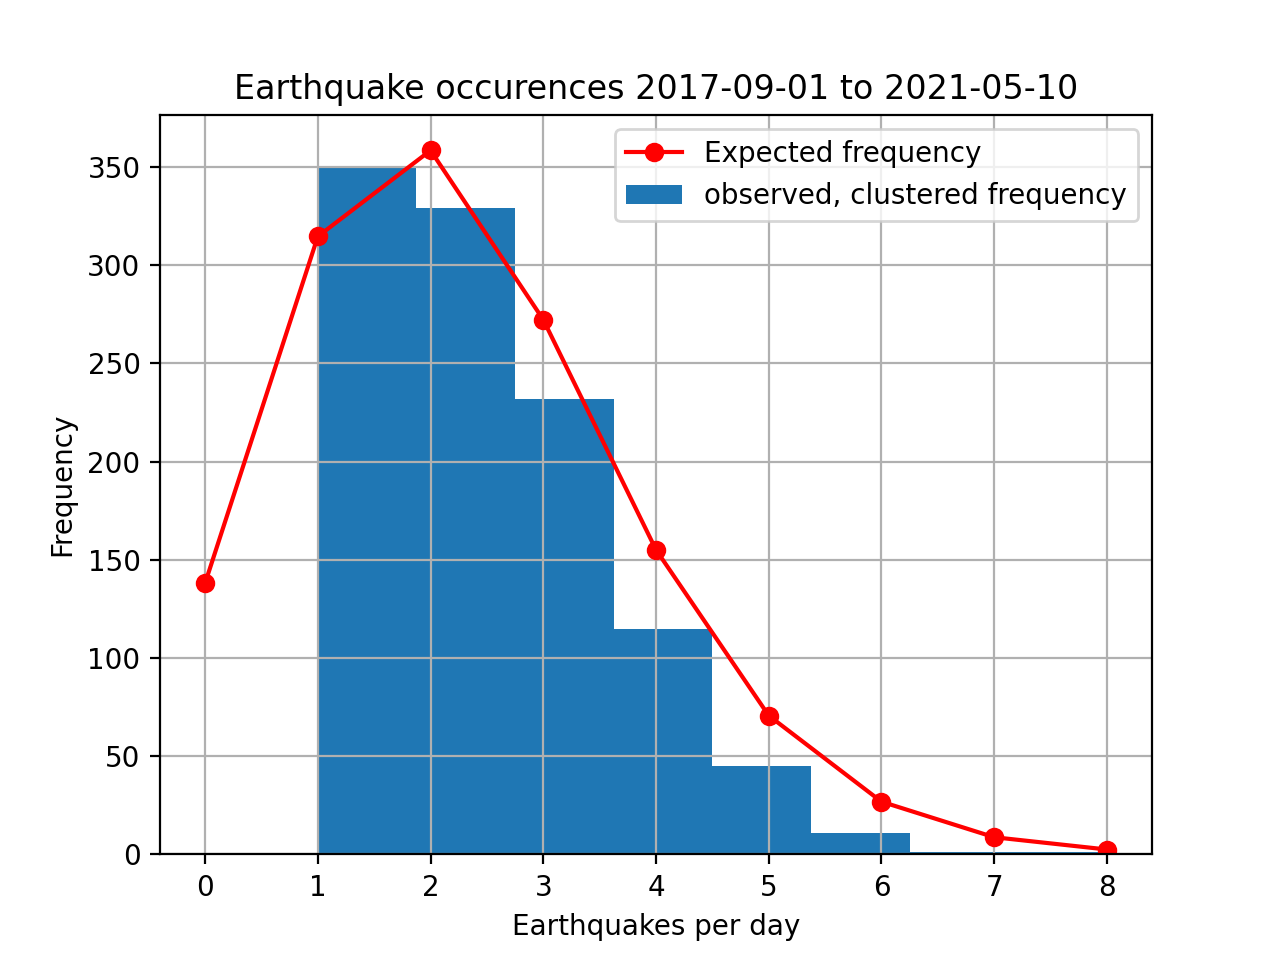 Earthquake occurences 2017-09-01 to 2021-05-10
Expected frequency
observed, clustered frequency
350
300
250
200
150
100
50
0
Frequency
0 1 2 3 4 5 6 7 8
Earthquakes per day